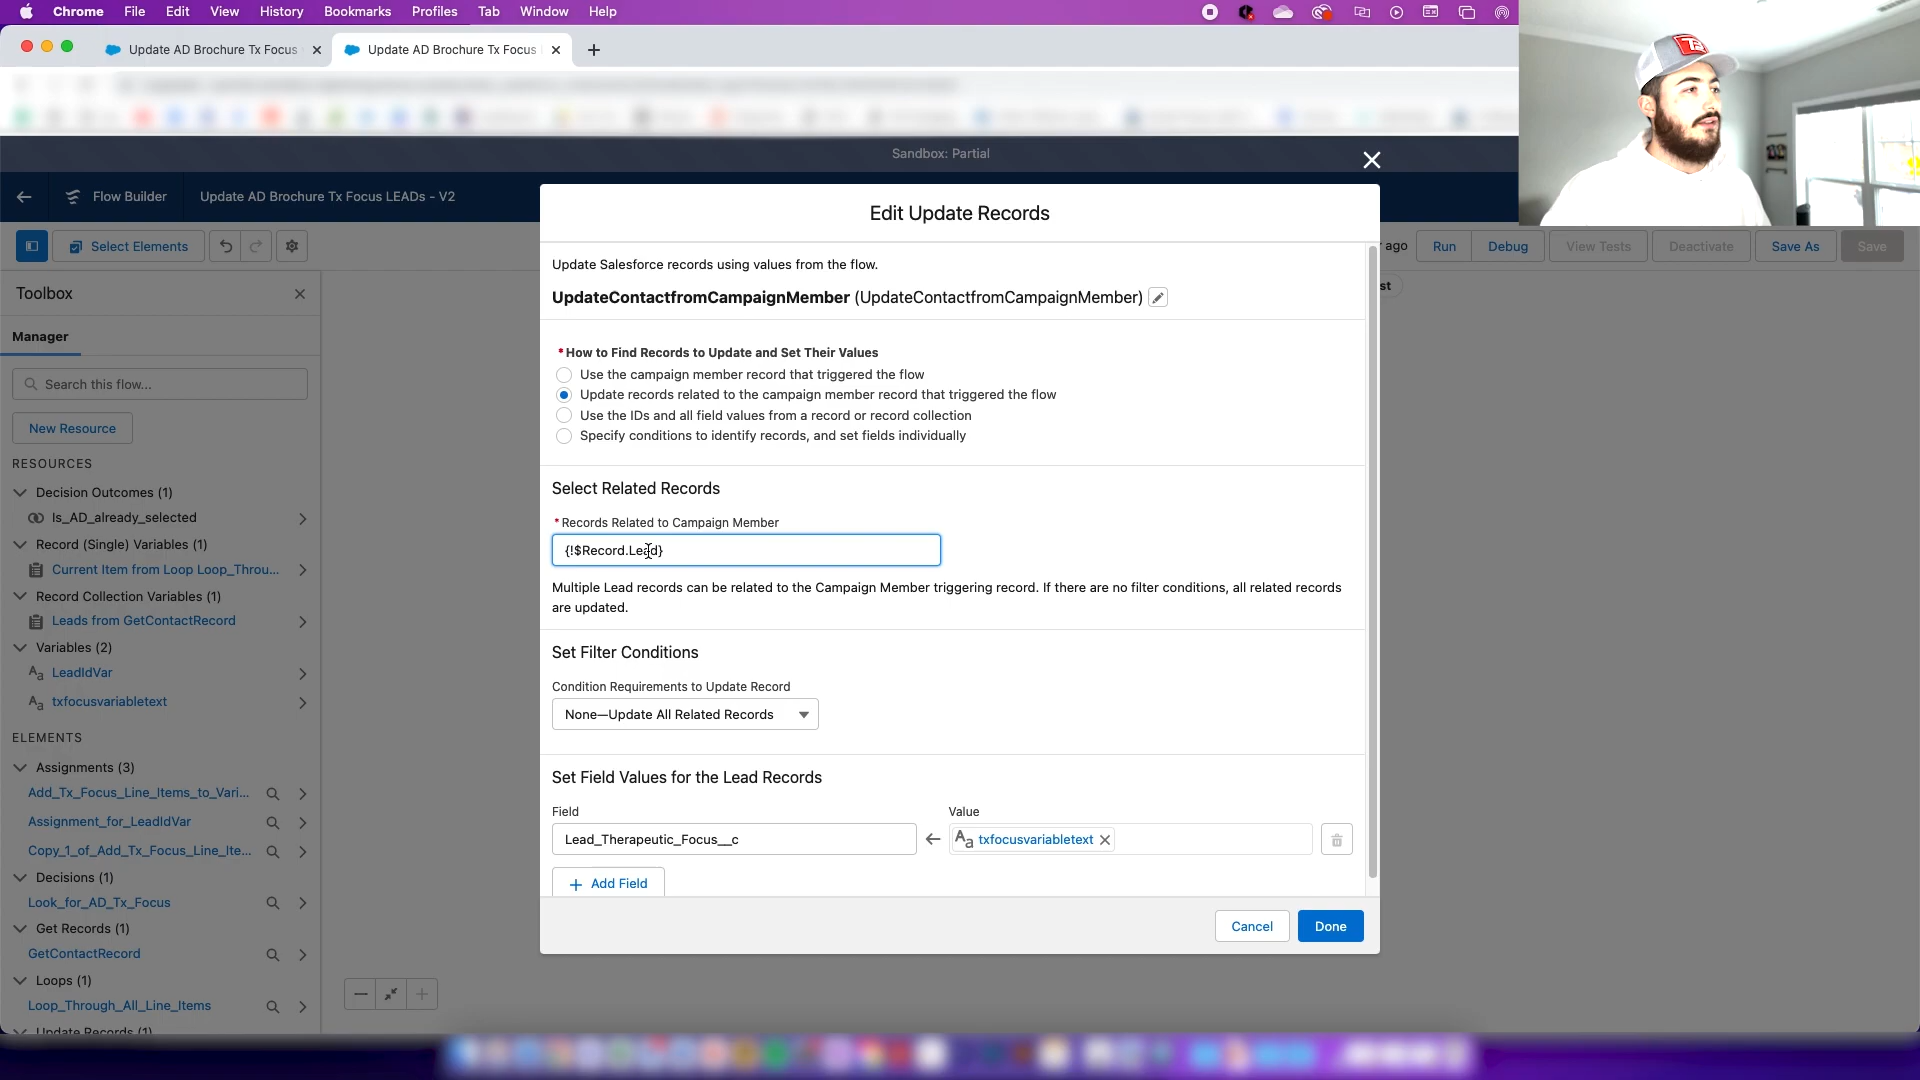 Chrome File Edit View History Bookmarks Profiles Tab Window Help
Update AD Brochure Tx Focus
Update AD Brochure Tx Focus
Sandbox: Partial
Flow Builder
Update AD Brochure Tx Focus LEADs - V2
Select Elements
ago
Run
Debug
View Tests
Deactivate
Save As
Save
st
Toolbox
Manager
Search this flow...
New Resource
RESOURCES
Decision Outcomes (1)
Is_AD_already_selected
Record (Single) Variables (1)
Current Item from Loop Loop_Throu...
Record Collection Variables (1)
Leads from GetContactRecord
Variables (2)
LeadIdVar
txfocusvariabletext
ELEMENTS
Assignments (3)
Add_Tx_Focus_Line_Items_to_Vari...
Assignment_for_LeadIdVar
Copy_1_of_Add_Tx_Focus_Line_Ite...
Decisions (1)
Look_for_AD_Tx_Focus
Get Records (1)
GetContactRecord
Loops (1)
Loop_Through_All_Line_Items
Update Records (1)
Edit Update Records
Update Salesforce records using values from the flow.
UpdateContactfromCampaignMember (UpdateContactfromCampaignMember)
* How to Find Records to Update and Set Their Values
Use the campaign member record that triggered the flow
Update records related to the campaign member record that triggered the flow
Use the IDs and all field values from a record or record collection
Specify conditions to identify records, and set fields individually
Select Related Records
* Records Related to Campaign Member
{!$Record.Lead}
Multiple Lead records can be related to the Campaign Member triggering record. If there are no filter conditions, all related records
are updated.
Set Filter Conditions
Condition Requirements to Update Record
None—Update All Related Records
Set Field Values for the Lead Records
Field
Value
Lead_Therapeutic_Focus__c
Aa txfocusvariabletext
Add Field
Cancel
Done